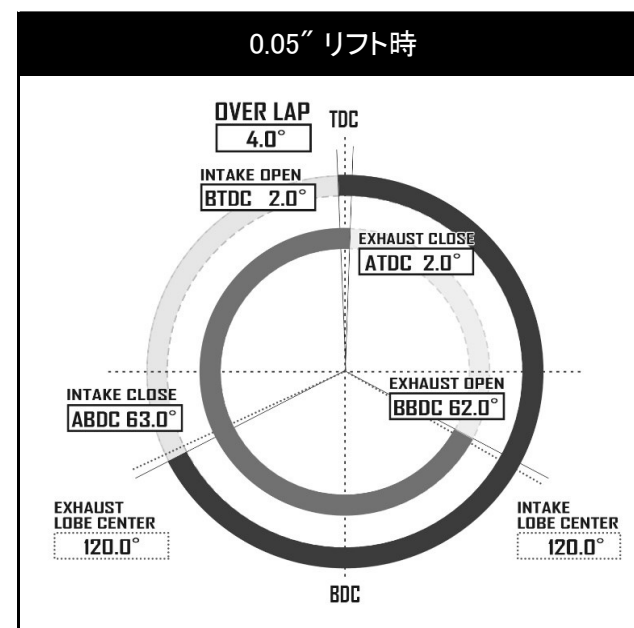 0.05″ リフト時
OVER LAP
4.0°
TDC
INTAKE OPEN
BTDC 2.0°
EXHAUST CLOSE
ATDC 2.0°
INTAKE CLOSE
ABDC 63.0°
EXHAUST OPEN
BBDC 62.0°
EXHAUST
LOBE CENTER
120.0°
INTAKE
LOBE CENTER
120.0°
BDC